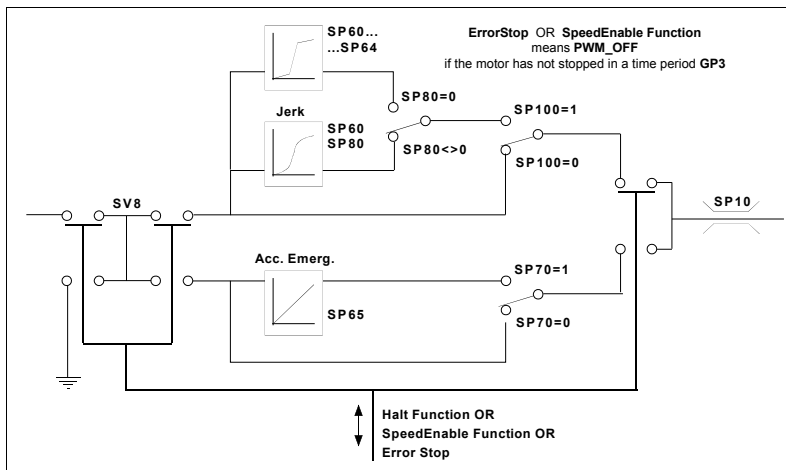 SP60...
...SP64
ErrorStop OR SpeedEnable Function
means PWM_OFF
if the motor has not stopped in a time period GP3
SP80=0
SP100=1
Jerk
SP60
SP80
SP80<>0
SP100=0
SV8
SP10
Acc. Emerg.
SP70=1
SP65
SP70=0
Halt Function OR
SpeedEnable Function OR
Error Stop